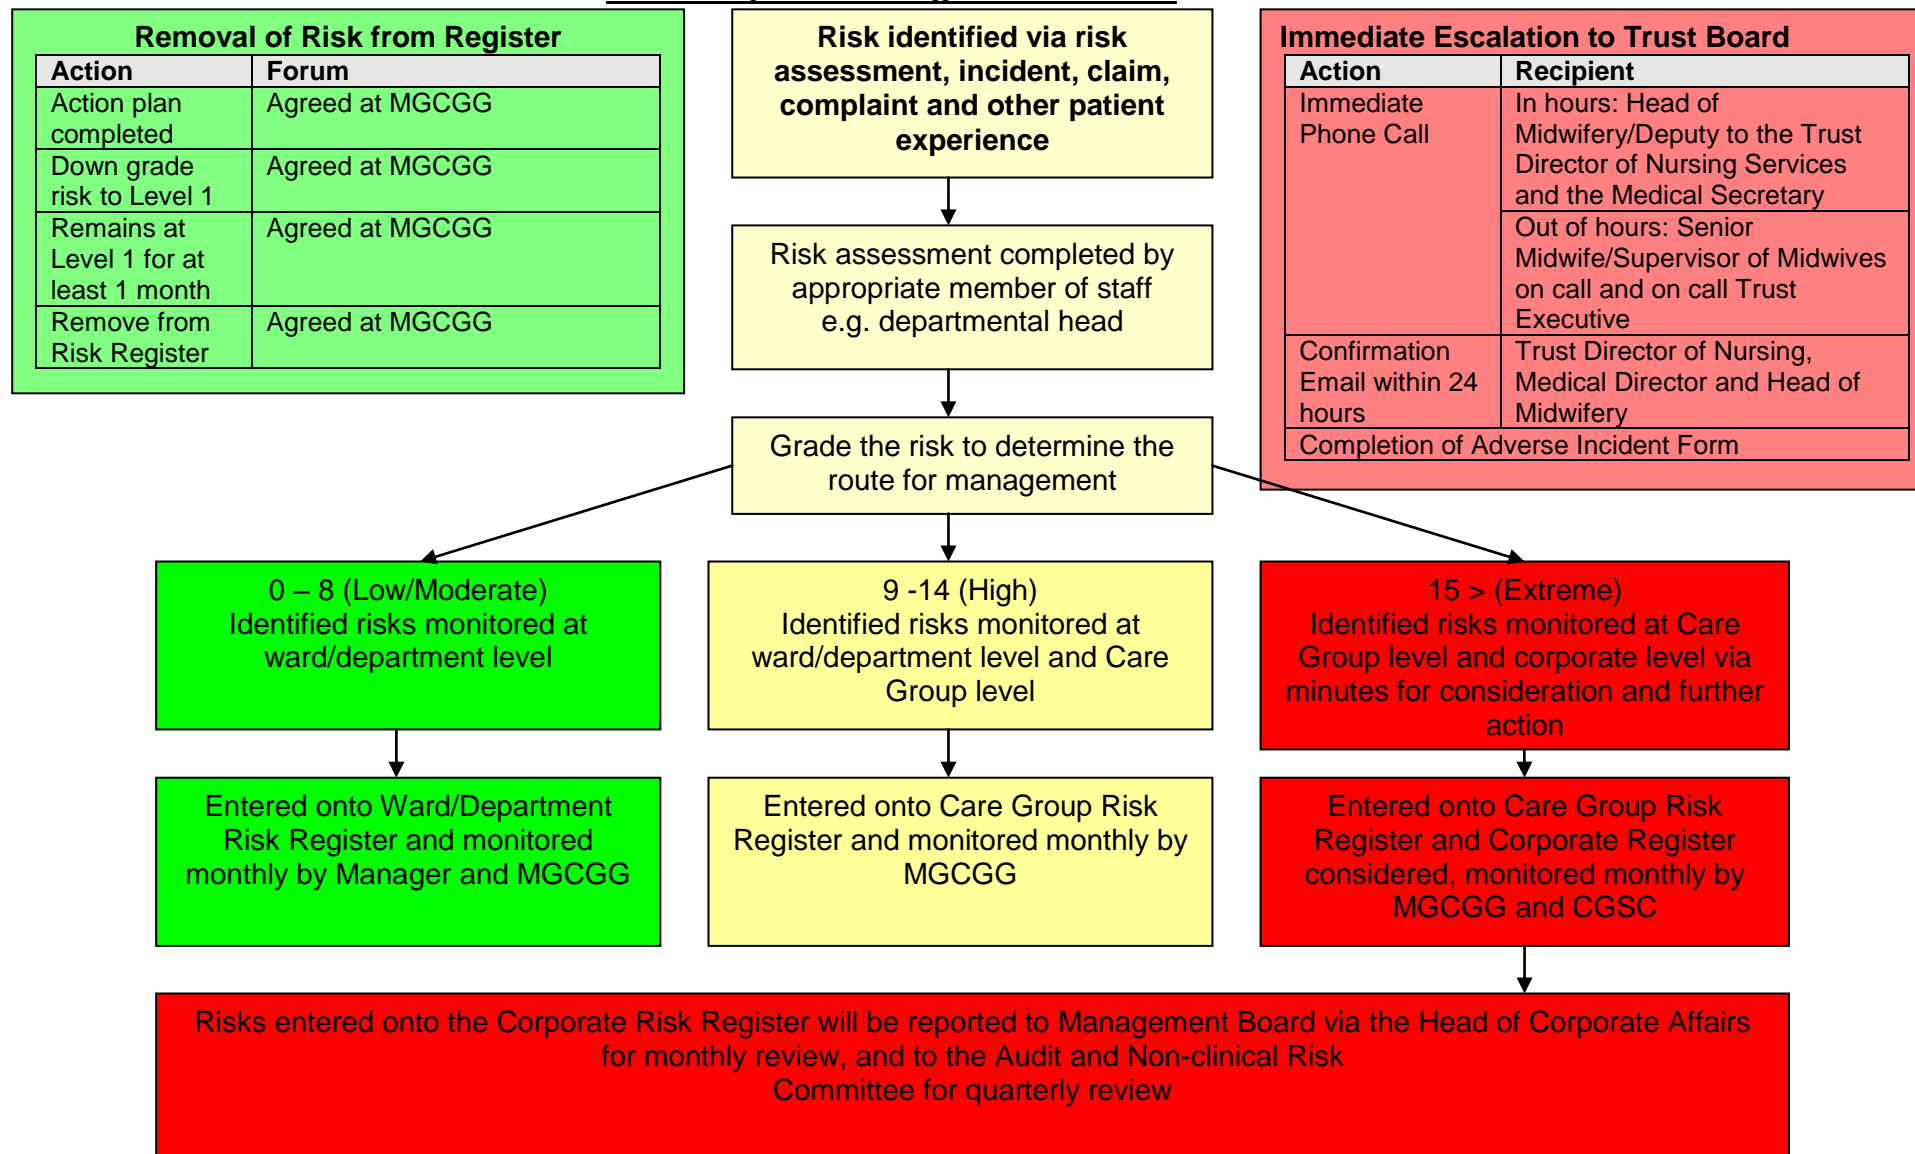 Removal of Risk from Register
Action Forum
Action plan Agreed at MGCGG
completed
Down grade Agreed at MGCGG
risk to Level 1
Remains at Agreed at MGCGG
Level 1 for at
least 1 month
Remove from Agreed at MGCGG
Risk Register
Risk identified via risk
assessment, incident, claim,
complaint and other patient
experience
Immediate Escalation to Trust Board
Action Recipient
Immediate In hours: Head of
Phone Call Midwifery/Deputy to the Trust
Director of Nursing Services
and the Medical Secretary
Out of hours: Senior
Midwife/Supervisor of Midwives
on call and on call Trust
Executive
Confirmation Trust Director of Nursing,
Email within 24 Medical Director and Head of
hours Midwifery
Completion of Adverse Incident Form
Risk assessment completed by
appropriate member of staff
e.g. departmental head
Grade the risk to determine the
route for management
0 – 8 (Low/Moderate)
Identified risks monitored at
ward/department level
9 -14 (High)
Identified risks monitored at
ward/department level and Care
Group level
15 > (Extreme)
Identified risks monitored at Care
Group level and corporate level via
minutes for consideration and further
action
Entered onto Ward/Department
Risk Register and monitored
monthly by Manager and MGCGG
Entered onto Care Group Risk
Register and monitored monthly by
MGCGG
Entered onto Care Group Risk
Register and Corporate Register
considered, monitored monthly by
MGCGG and CGSC
Risks entered onto the Corporate Risk Register will be reported to Management Board via the Head of Corporate Affairs
for monthly review, and to the Audit and Non-clinical Risk
Committee for quarterly review